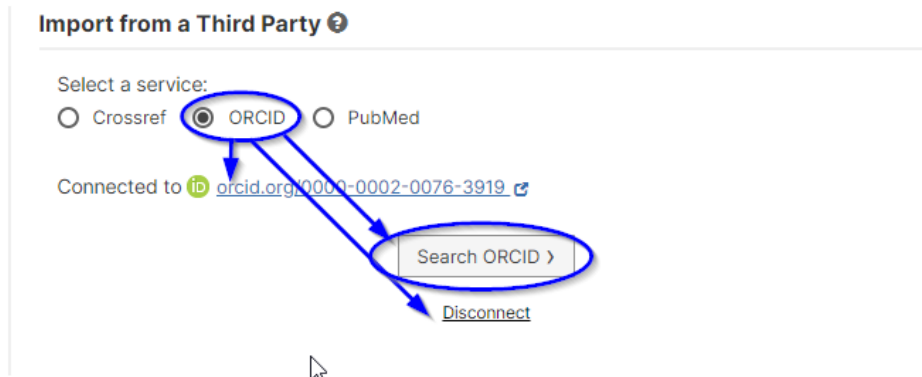 Import from a Third Party ?
Select a service:
Crossref ORCID PubMed
Connected to iD orcid.org/0000-0002-0076-3919
Search ORCID ❯
Disconnect